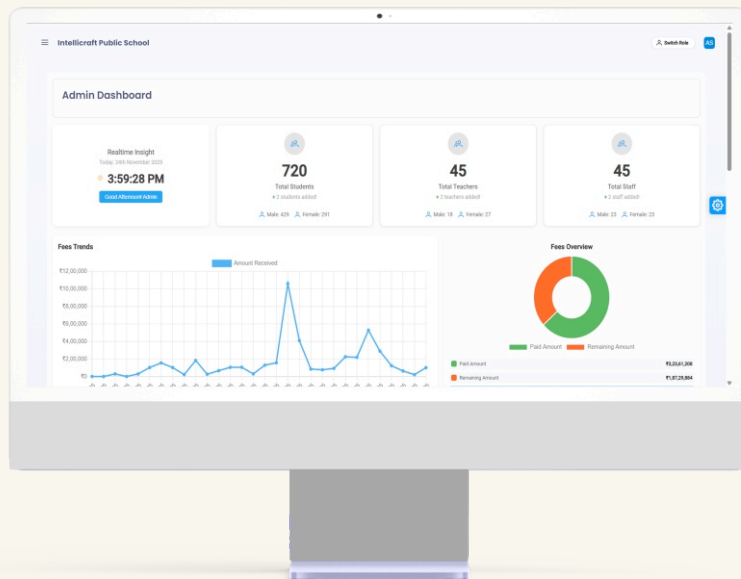 Intellicraft Public School
Switch Role
AS
Admin Dashboard
Realtime Insight
Today: 24th November 2025
3:59:28 PM
Good Afternoon! Admin
720
Total Students
2 students added!
Male: 429 Female: 291
45
Total Teachers
2 teachers added!
Male: 18 Female: 27
45
Total Staff
2 staff added!
Male: 23 Female: 23
Fees Trends
Amount Received
₹12,00,000
₹10,00,000
₹8,00,000
₹6,00,000
₹4,00,000
₹2,00,000
₹0
Fees Overview
Paid Amount Remaining Amount
Paid Amount
Remaining Amount